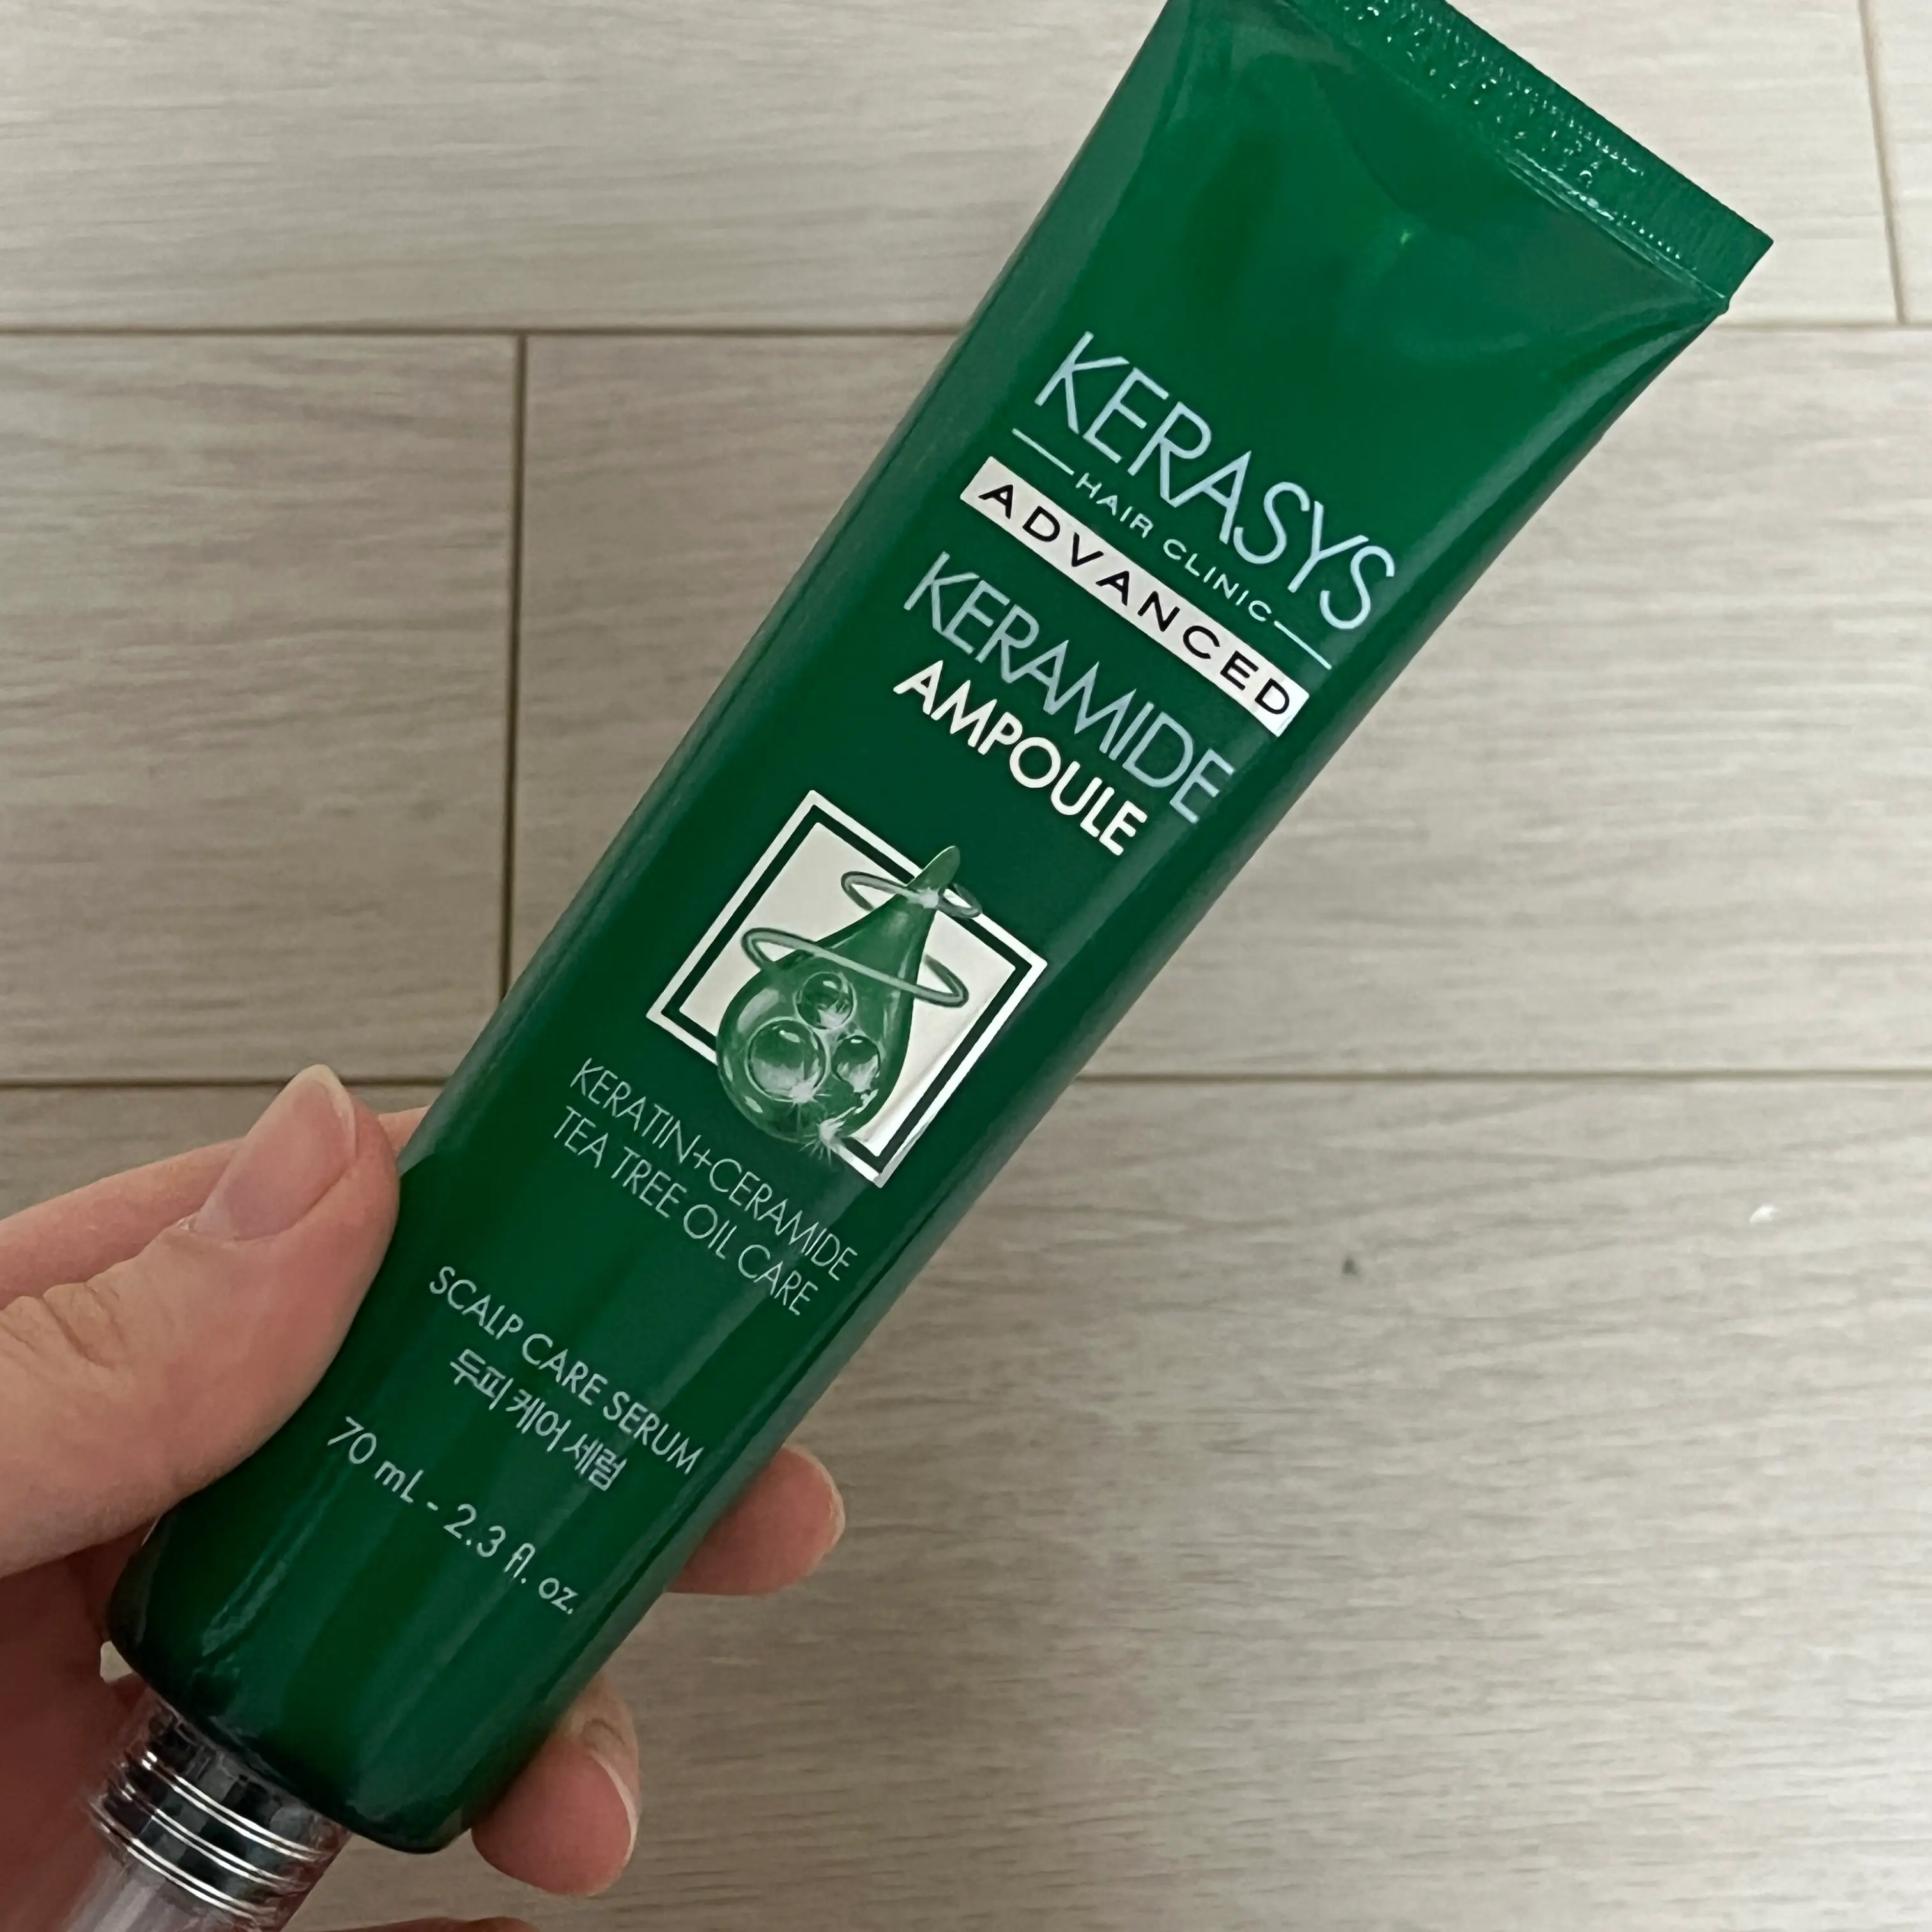 KERASYS
HAIR CLINIC
ADVANCED
KERAMIDE
AMPOULE
KERATIN+CERAMIDE
TEA TREE OIL CARE
SCALP CARE SERUM
두피 케어 세럼
70 mL - 2.3 fl. oz.